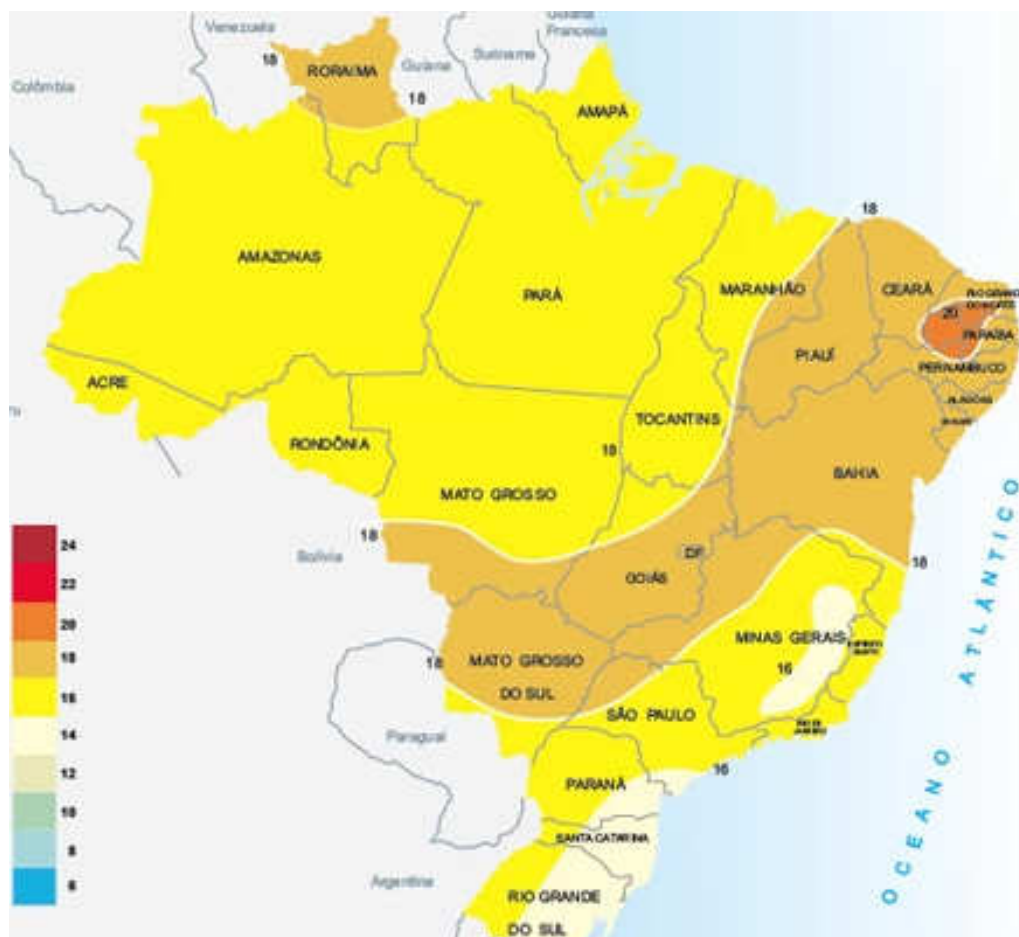 Venezuela
Guiana
Francesa
Suriname
Guiana
18
RORAIMA
Colômbia
18
AMAPÁ
18
AMAZONAS
PARÁ
MARANHÃO
CEARÁ
RIO GRANDE
20
PARAÍBA
PIAUÍ
PERNAMBUCO
ACRE
ALAGOAS
TOCANTINS
RONDÔNIA
18
BAHIA
MATO GROSSO
18
Bolívia
DF
18
GOIÁS
MINAS GERAIS
16
MATO GROSSO
DO SUL
18
SÃO PAULO
Paraguai
16
PARANÁ
SANTA CATARINA
Argentina
RIO GRANDE
DO SUL
OCEANO ATLÂNTICO
24
22
20
18
16
14
12
10
8
6